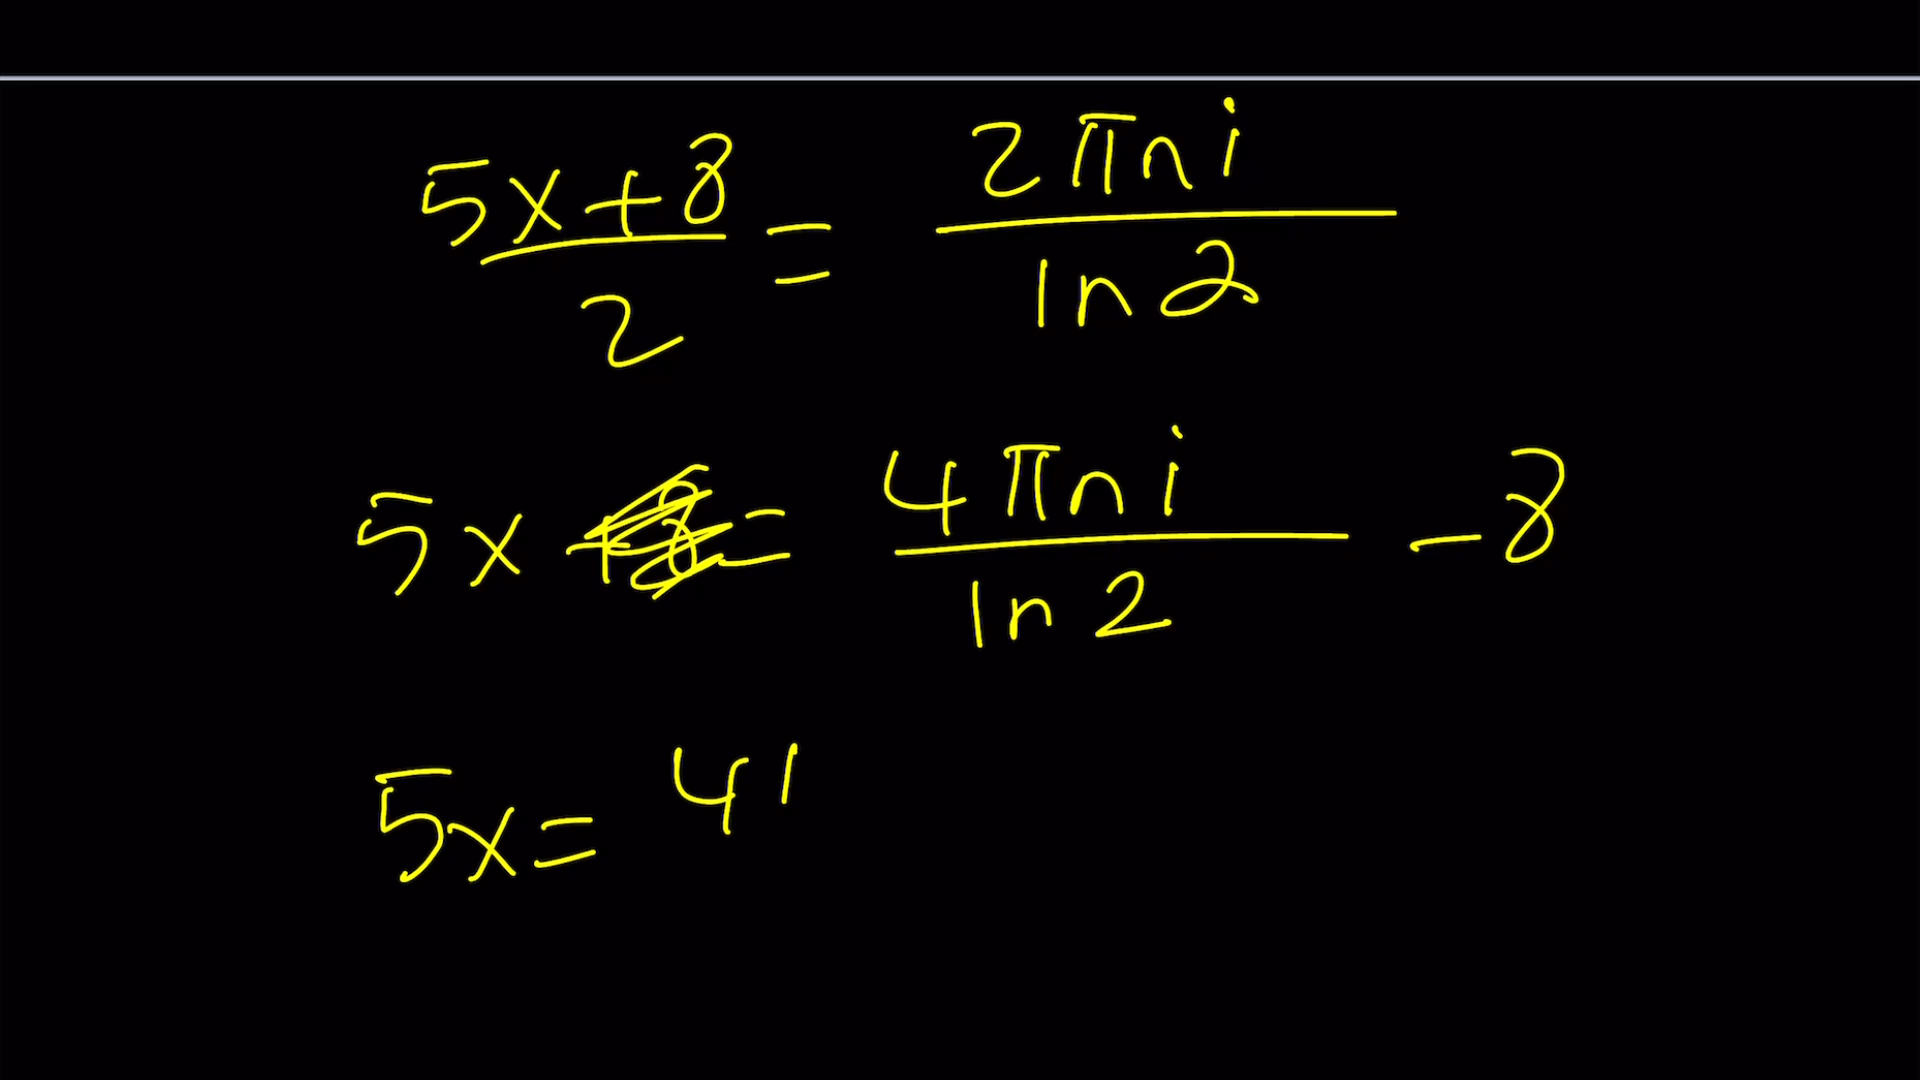 (5x+8)/2 = 2πni/ln2
5x = 4πni/ln2 - 8
5x = 4